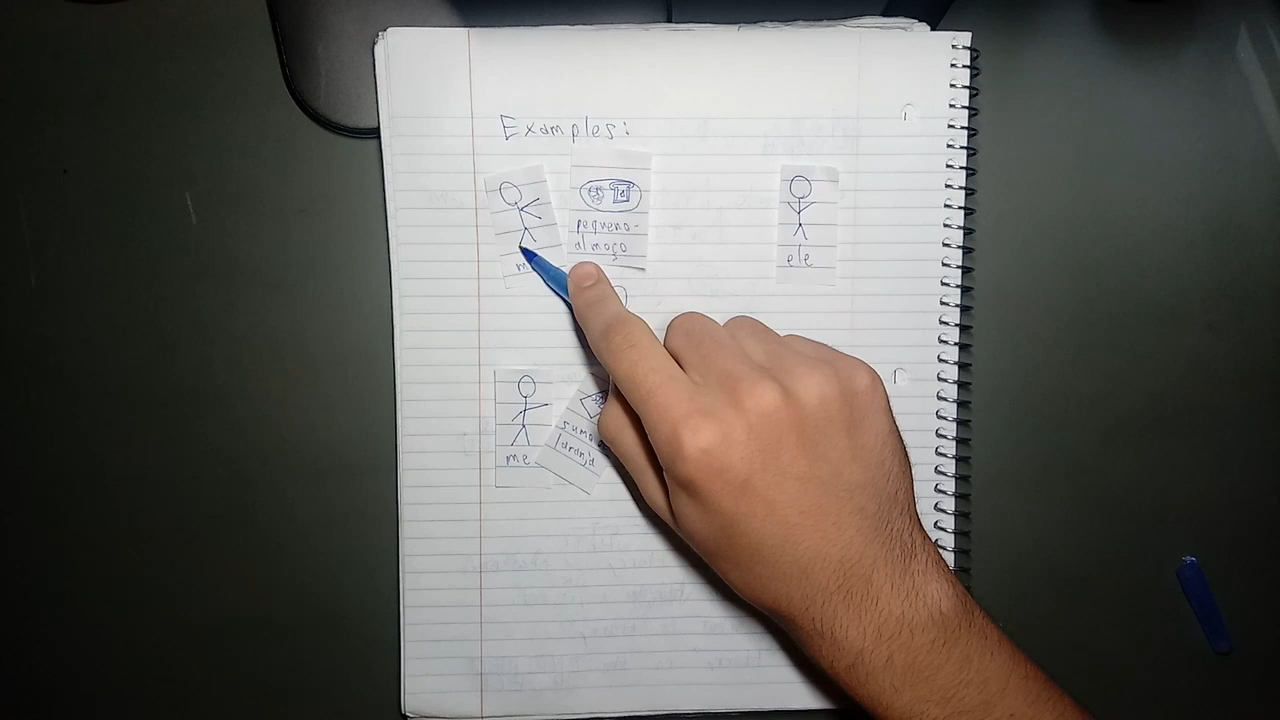 Examples:
pequeno-
almoço
ele
me
sumo
laranja